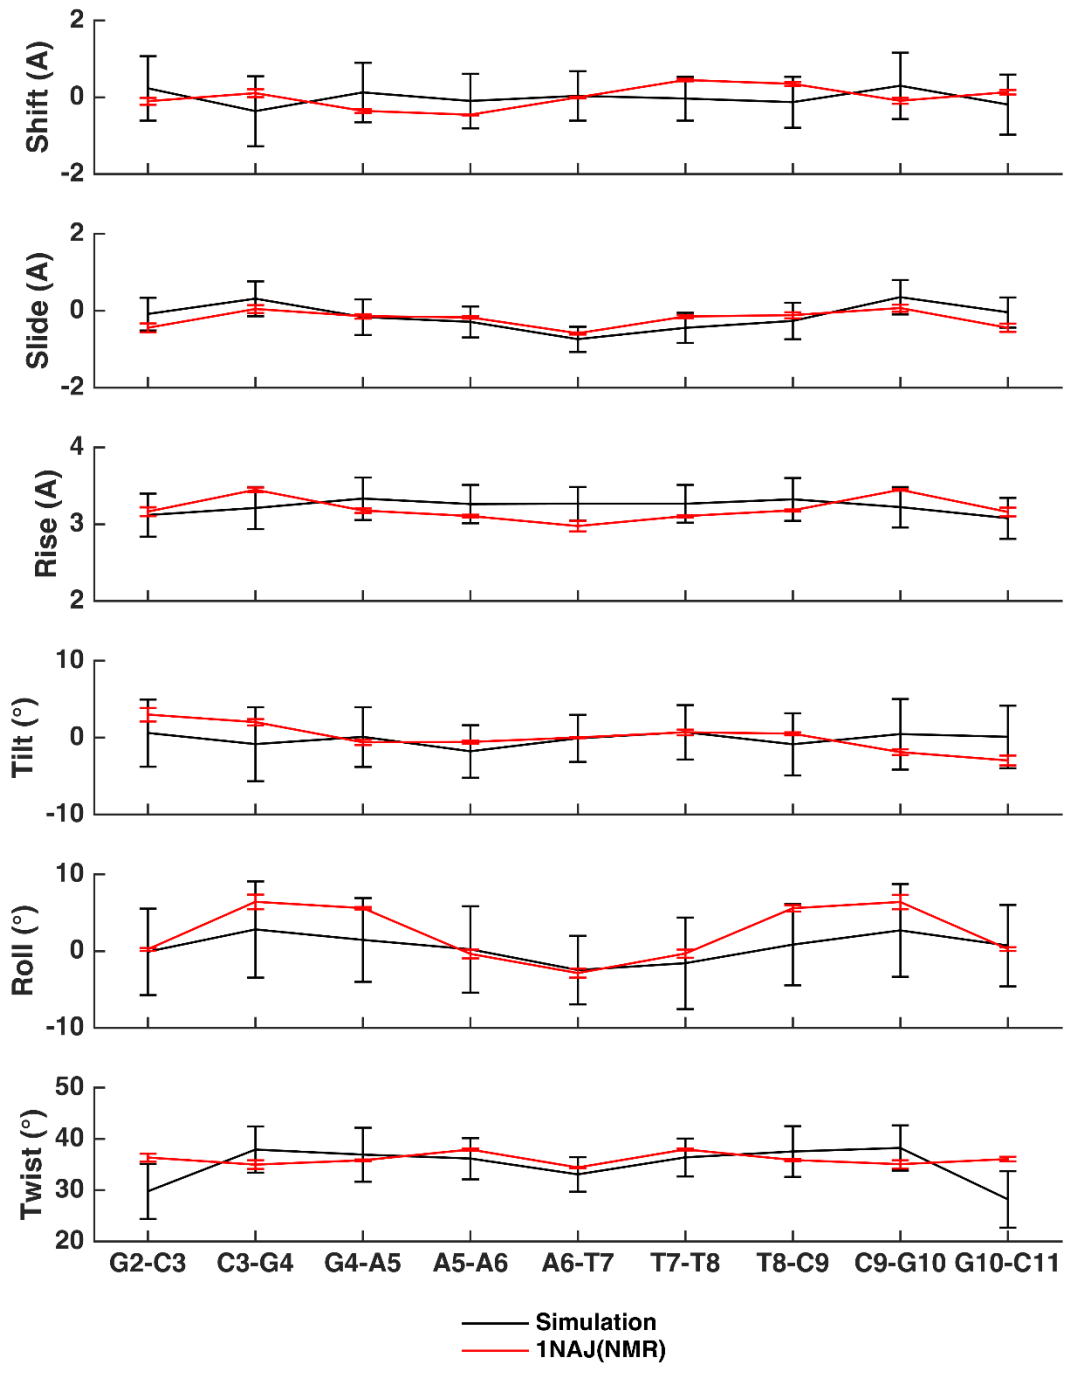 2
0
-2
Shift (A)
2
0
-2
Slide (A)
4
3
2
Rise (A)
10
0
-10
Tilt (°)
10
0
-10
Roll (°)
50
40
30
20
Twist (°)
G2-C3 C3-G4 G4-A5 A5-A6 A6-T7 T7-T8 T8-C9 C9-G10 G10-C11
Simulation
1NAJ(NMR)